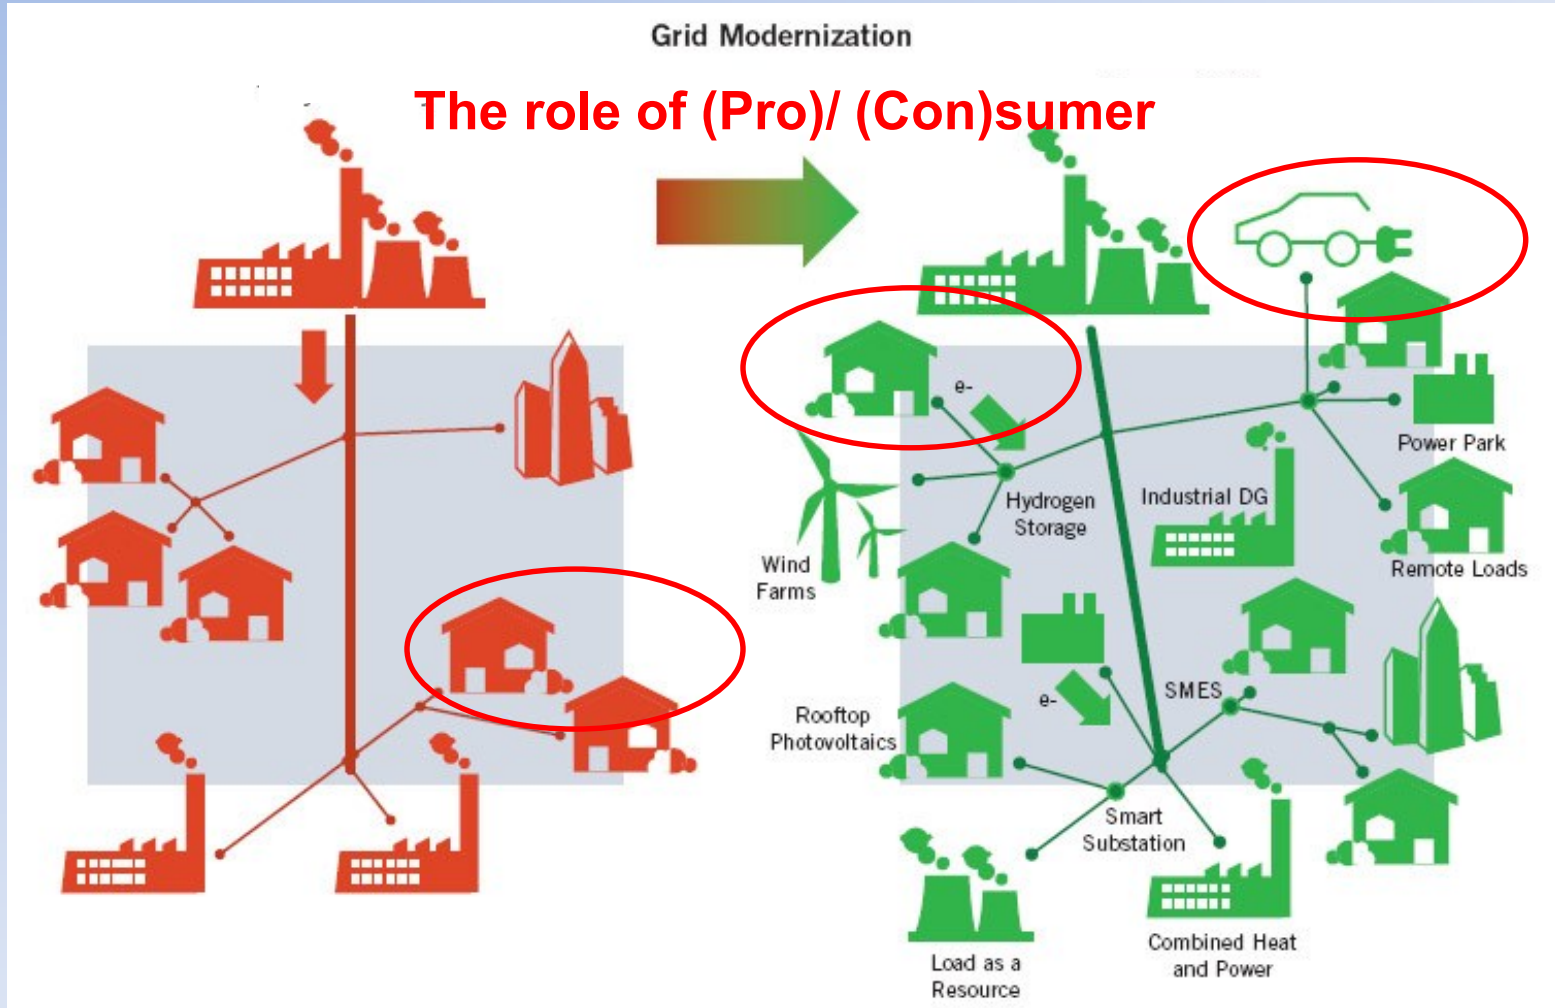 Grid Modernization
The role of (Pro)/ (Con)sumer
e-
Power Park
Hydrogen
Storage
Industrial DG
Wind
Farms
Remote Loads
SMES
e-
Rooftop
Photovoltaics
Smart
Substation
Load as a
Resource
Combined Heat
and Power